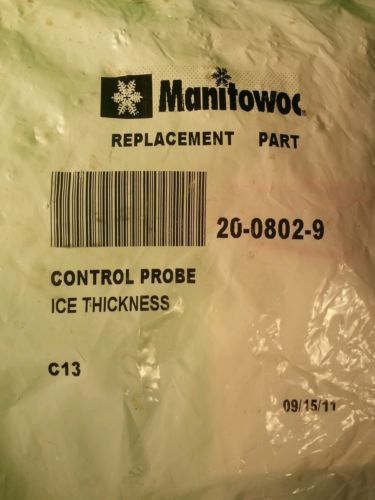 Manitowoc
REPLACEMENT PART
20-0802-9
CONTROL PROBE
ICE THICKNESS
C13
09/15/11